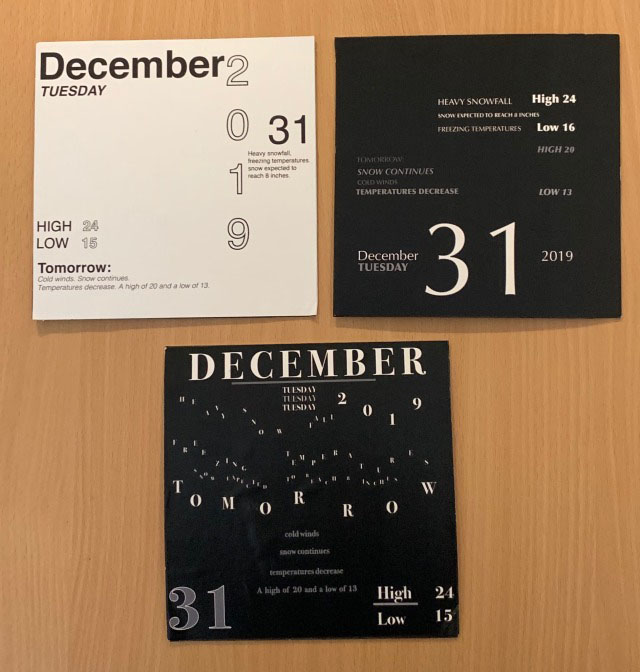 December
TUESDAY
2
0
1
9
31
Heavy snowfall,
freezing temperatures
snow expected to
reach 8 inches.
HIGH 24
LOW 15
Tomorrow:
Cold winds. Snow continues.
Temperatures decrease. A high of 20 and a low of 13.
HEAVY SNOWFALL High 24
SNOW EXPECTED TO REACH 8 INCHES
FREEZING TEMPERATURES Low 16
HIGH 20
TOMORROW:
SNOW CONTINUES
COLD WINDS
TEMPERATURES DECREASE LOW 13
December
TUESDAY
31
2019
DECEMBER
TUESDAY
TUESDAY
TUESDAY
2019
HEAVY SNOWFALL
FREEZING TEMPERATURES
SNOW EXPECTED TO REACH 8 INCHES
TOMORROW
cold winds
snow continues
temperatures decrease
A high of 20 and a low of 13
31
High 24
Low 15